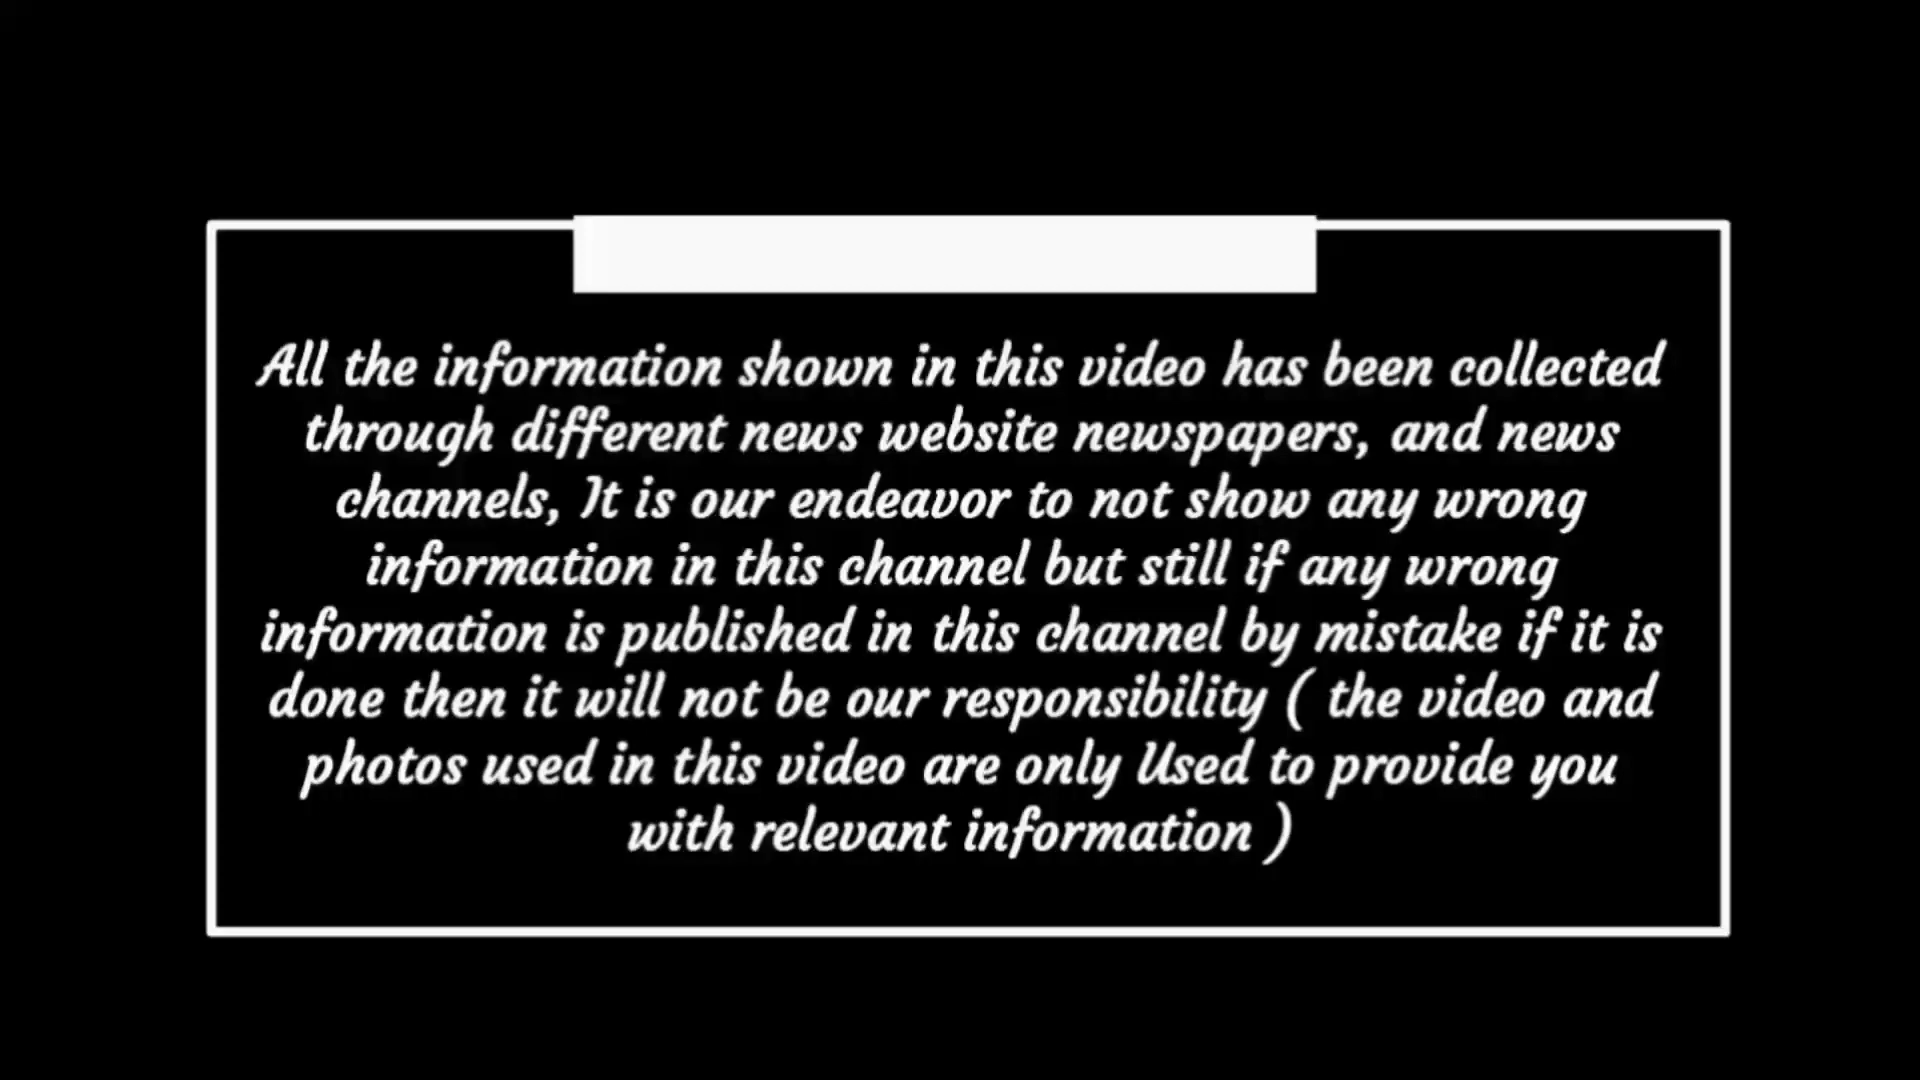 All the information shown in this video has been collected
through different news website newspapers, and news
channels, It is our endeavor to not show any wrong
information in this channel but still if any wrong
information is published in this channel by mistake if it is
done then it will not be our responsibility ( the video and
photos used in this video are only Used to provide you
with relevant information )